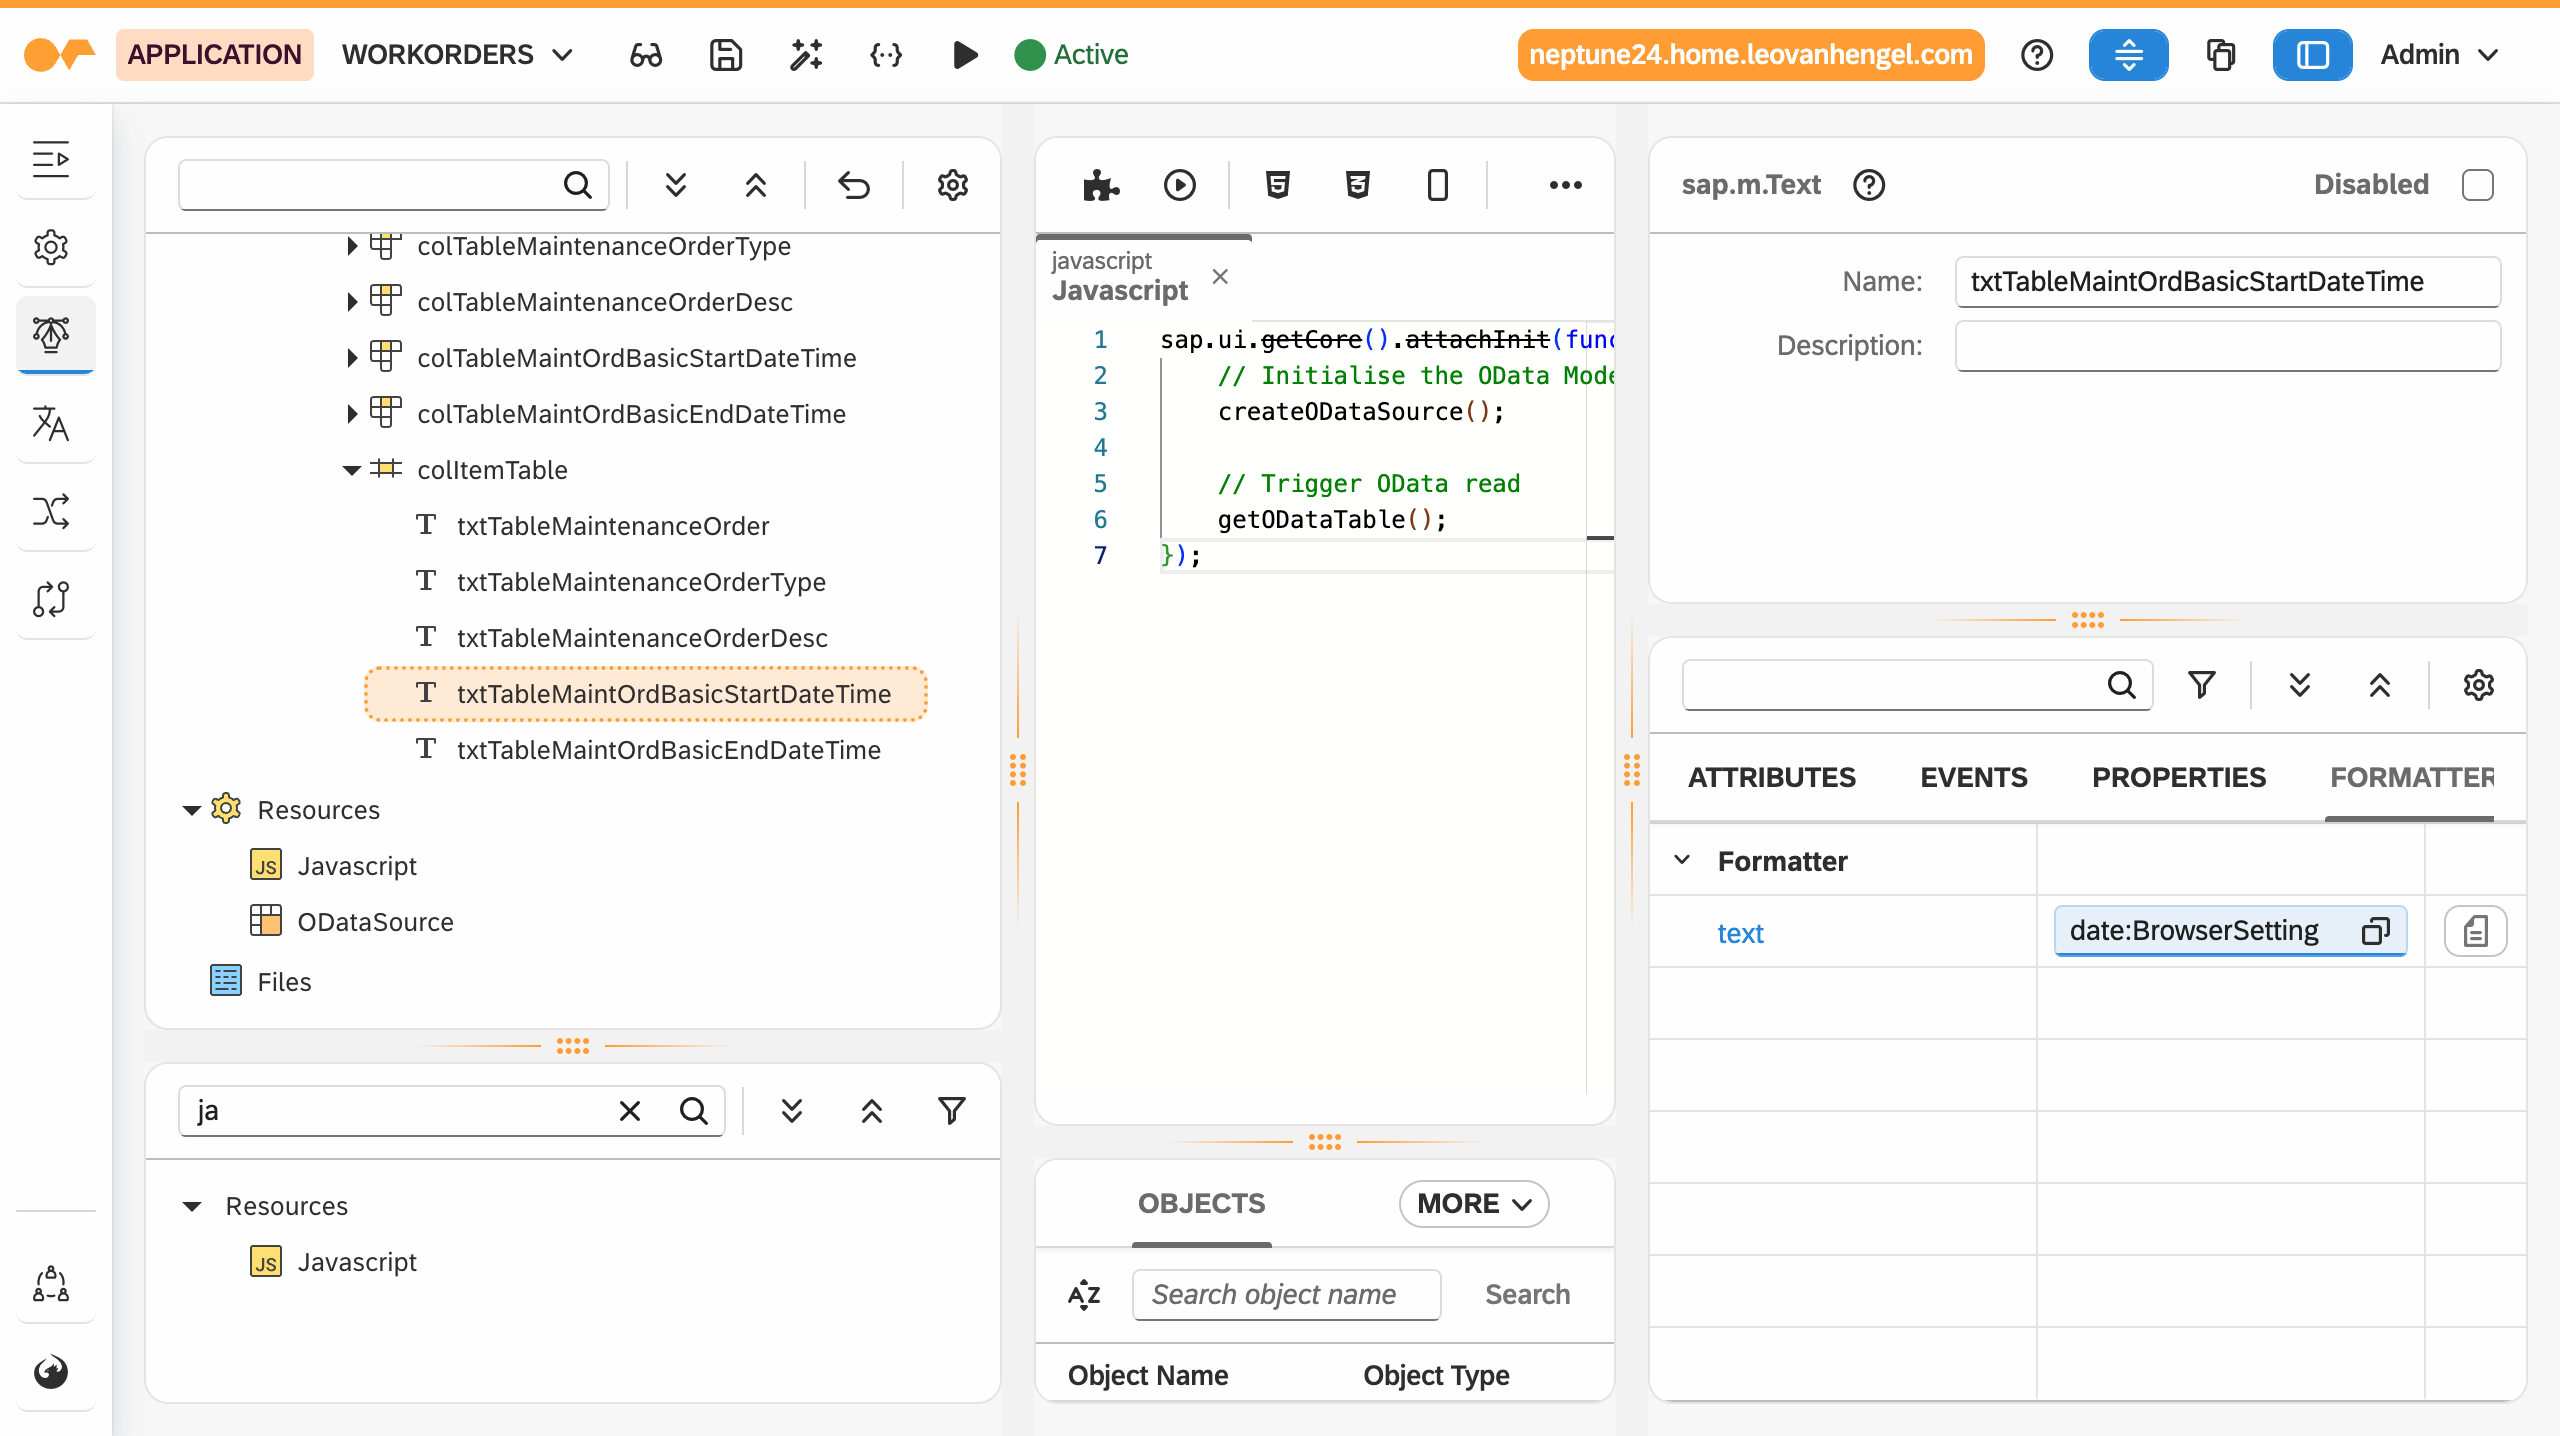 APPLICATION WORKORDERS Active neptune24.home.leovanhengel.com Admin
colTableMaintenanceOrderType
colTableMaintenanceOrderDesc
colTableMaintOrdBasicStartDateTime
colTableMaintOrdBasicEndDateTime
colItemTable
txtTableMaintenanceOrder
txtTableMaintenanceOrderType
txtTableMaintenanceOrderDesc
txtTableMaintOrdBasicStartDateTime
txtTableMaintOrdBasicEndDateTime
Resources
JS Javascript
ODataSource
Files
ja
Resources
JS Javascript
javascript
Javascript
1 sap.ui.getCore().attachInit(func
2 // Initialise the OData Mode
3 createODataSource();
4
5 // Trigger OData read
6 getODataTable();
7 });
OBJECTS MORE
AZ Search object name Search
Object Name Object Type
sap.m.Text Disabled
Name: txtTableMaintOrdBasicStartDateTime
Description:
ATTRIBUTES EVENTS PROPERTIES FORMATTER
Formatter
text date:BrowserSetting